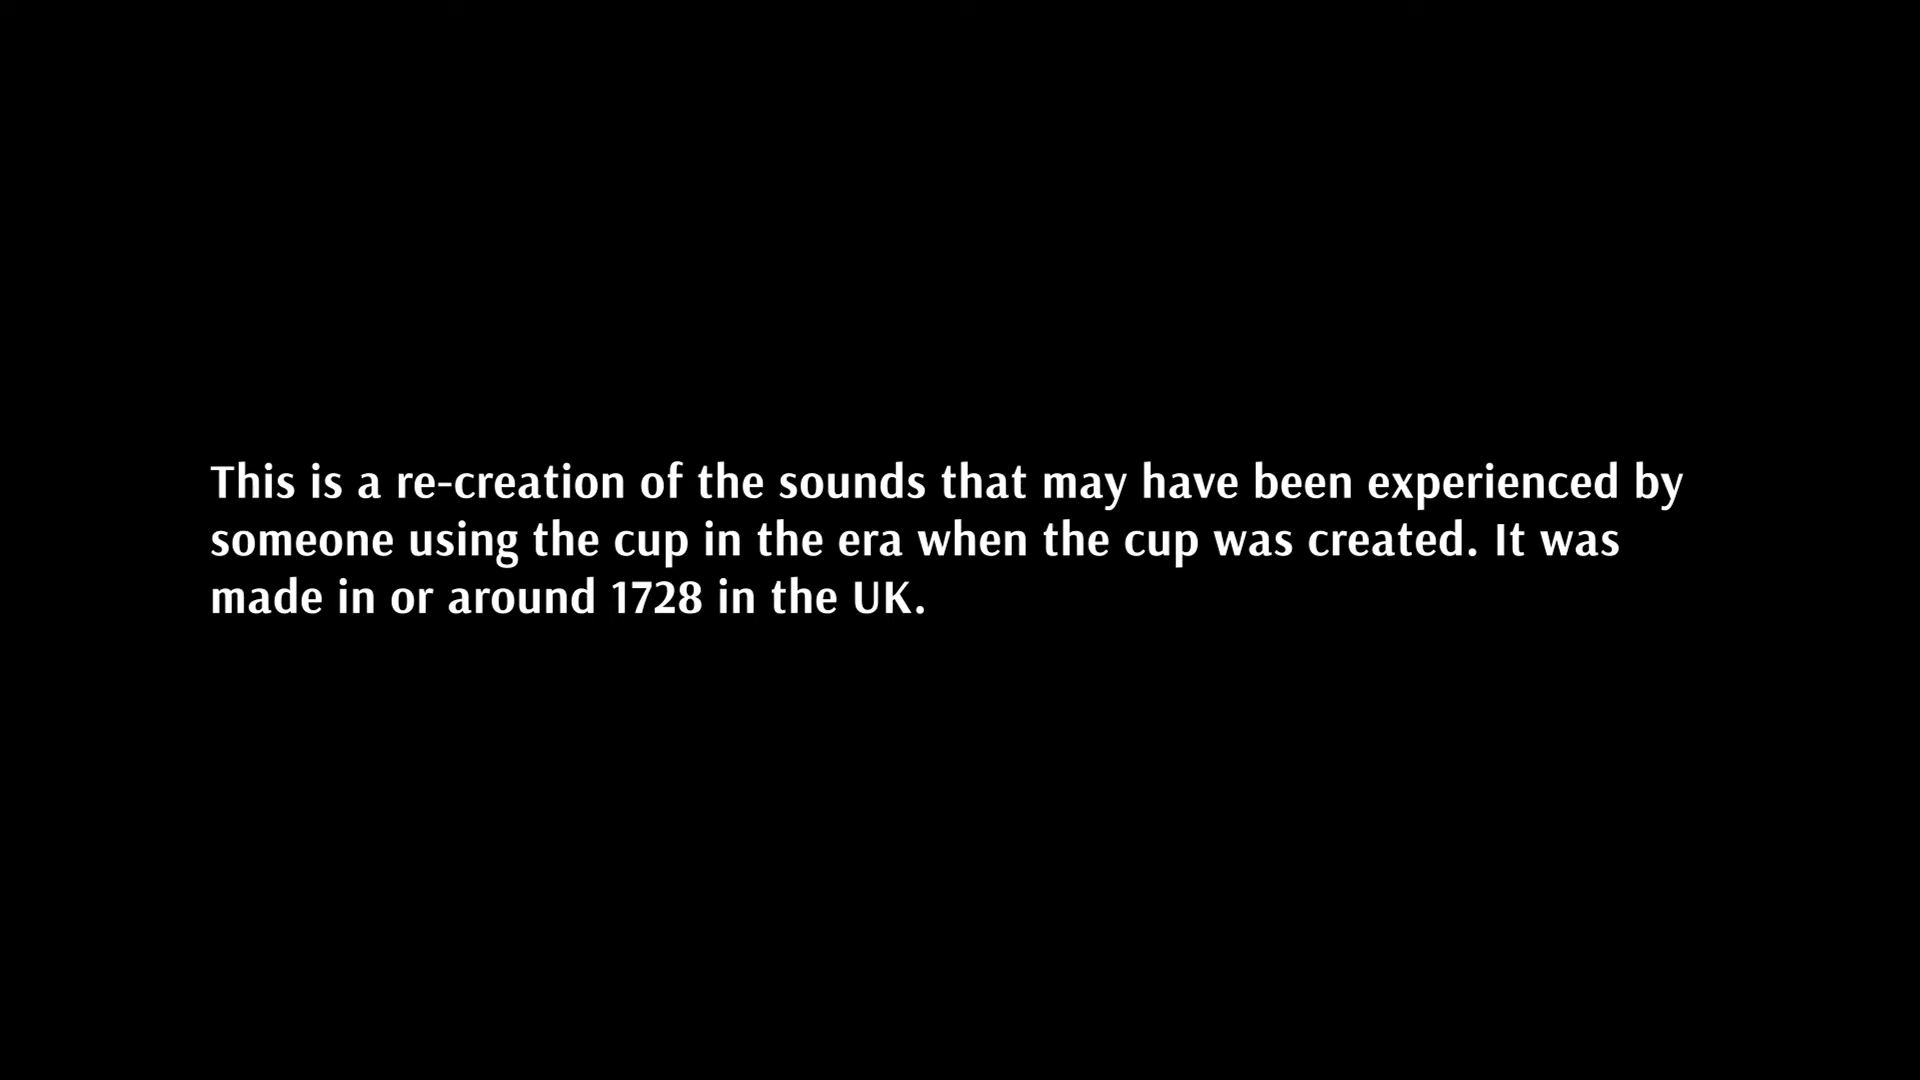 This is a re-creation of the sounds that may have been experienced by
someone using the cup in the era when the cup was created. It was
made in or around 1728 in the UK.